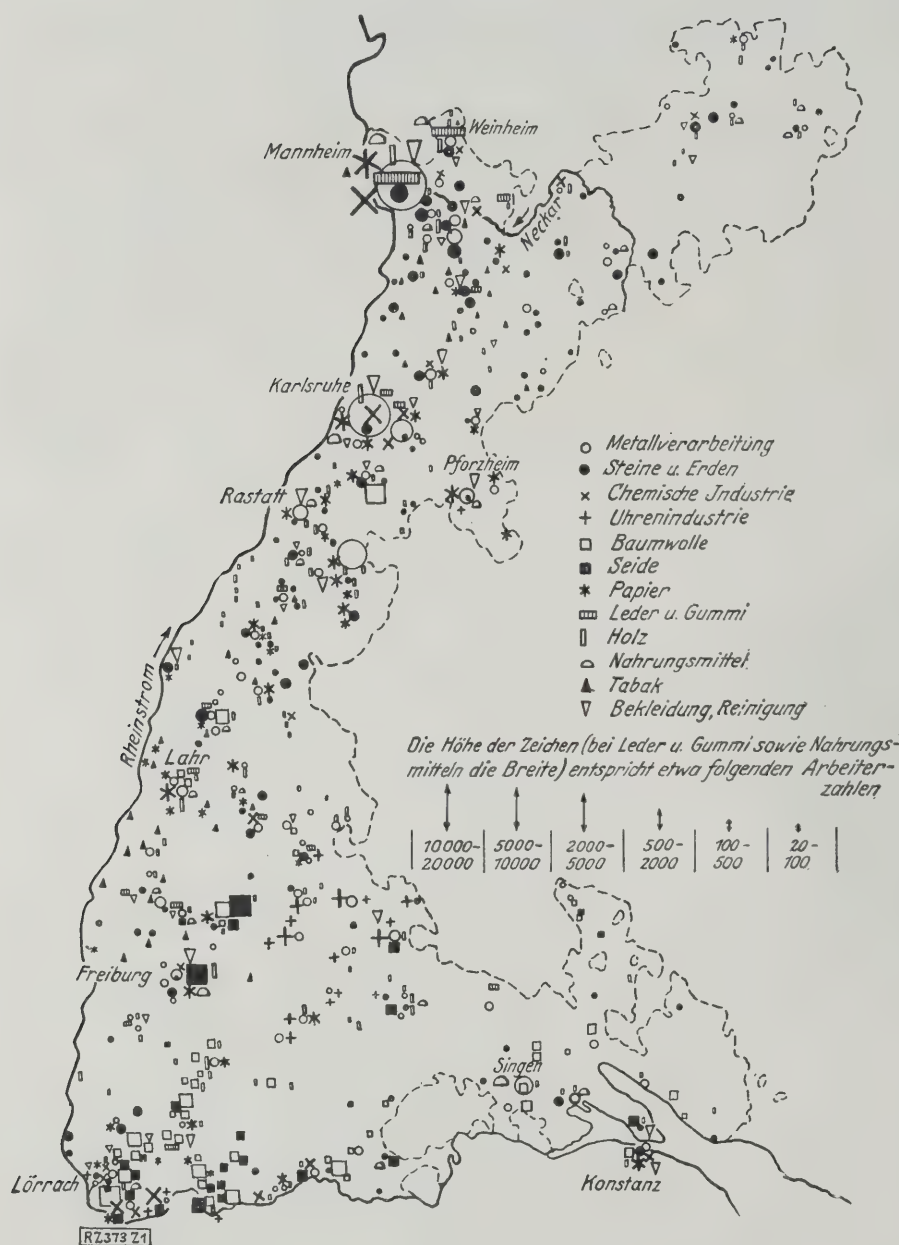 Weinheim
Mannheim
Neckar
Karlsruhe
Pforzheim
Rastatt
Rheinstrom
Lahr
Freiburg
Singen
Lörrach
Konstanz
Metallverarbeitung
Steine u. Erden
Chemische Jndustrie
Uhrenindustrie
Baumwolle
Seide
Papier
Leder u. Gummi
Holz
Nahrungsmittel
Tabak
Bekleidung, Reinigung
Die Höhe der Zeichen (bei Leder u. Gummi sowie Nahrungs-
mitteln die Breite) entspricht etwa folgenden Arbeiter-
zahlen
10000- 5000- 2000- 500- 100- 20-
20000 10000 5000 2000 500 100
RZ373 Z1